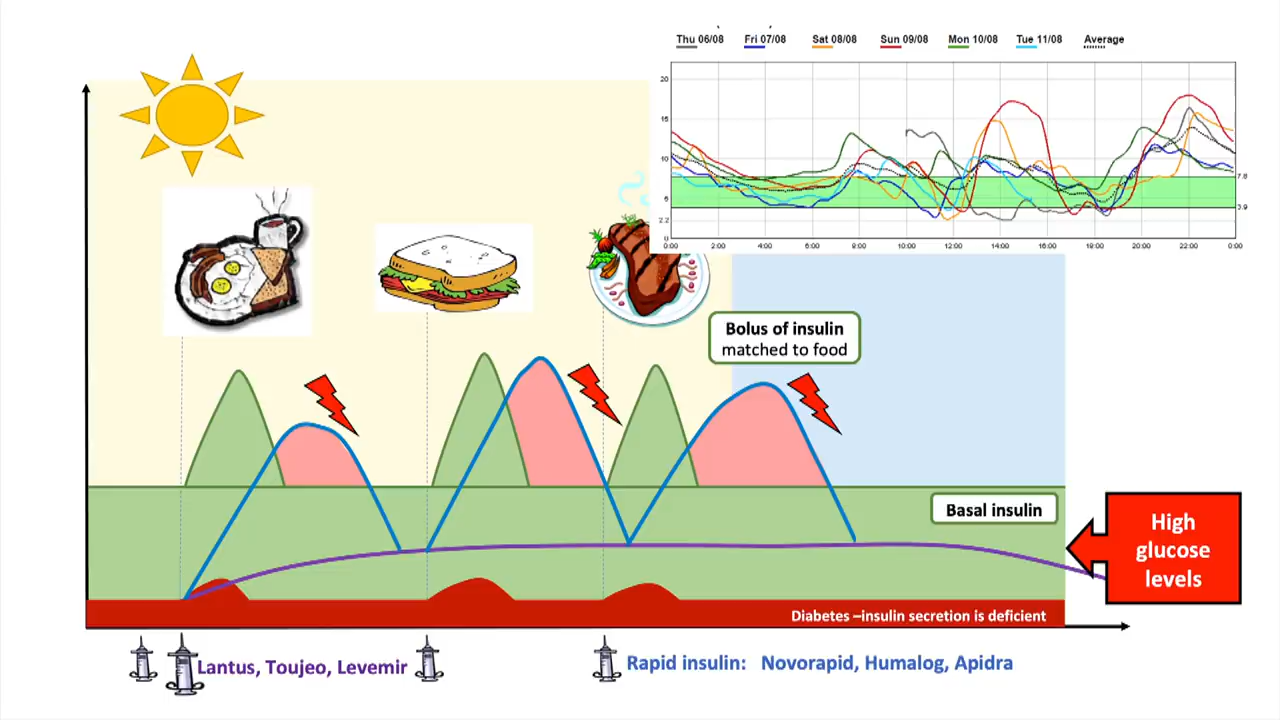 Thu 06/08 Fri 07/08 Sat 08/08 Sun 09/08 Mon 10/08 Tue 11/08 Average
20
15
10
7.8
5
3.9
2.2
0
0:00 2:00 4:00 6:00 8:00 10:00 12:00 14:00 16:00 18:00 20:00 22:00 0:00
Bolus of insulin
matched to food
Basal insulin
High
glucose
levels
Diabetes –insulin secretion is deficient
Lantus, Toujeo, Levemir
Rapid insulin: Novorapid, Humalog, Apidra